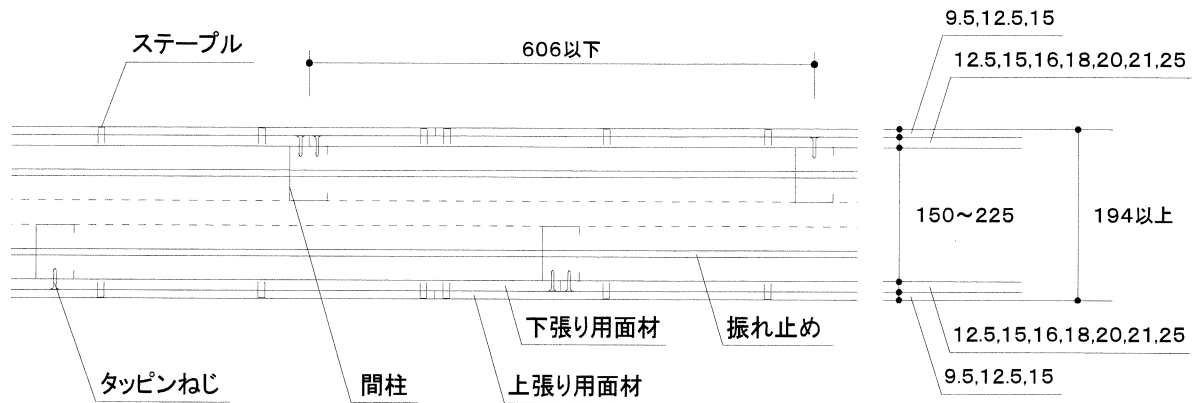 ステープル
606以下
9.5,12.5,15
12.5,15,16,18,20,21,25
150～225
194以上
下張り用面材
振れ止め
12.5,15,16,18,20,21,25
タッピンねじ
間柱
上張り用面材
9.5,12.5,15